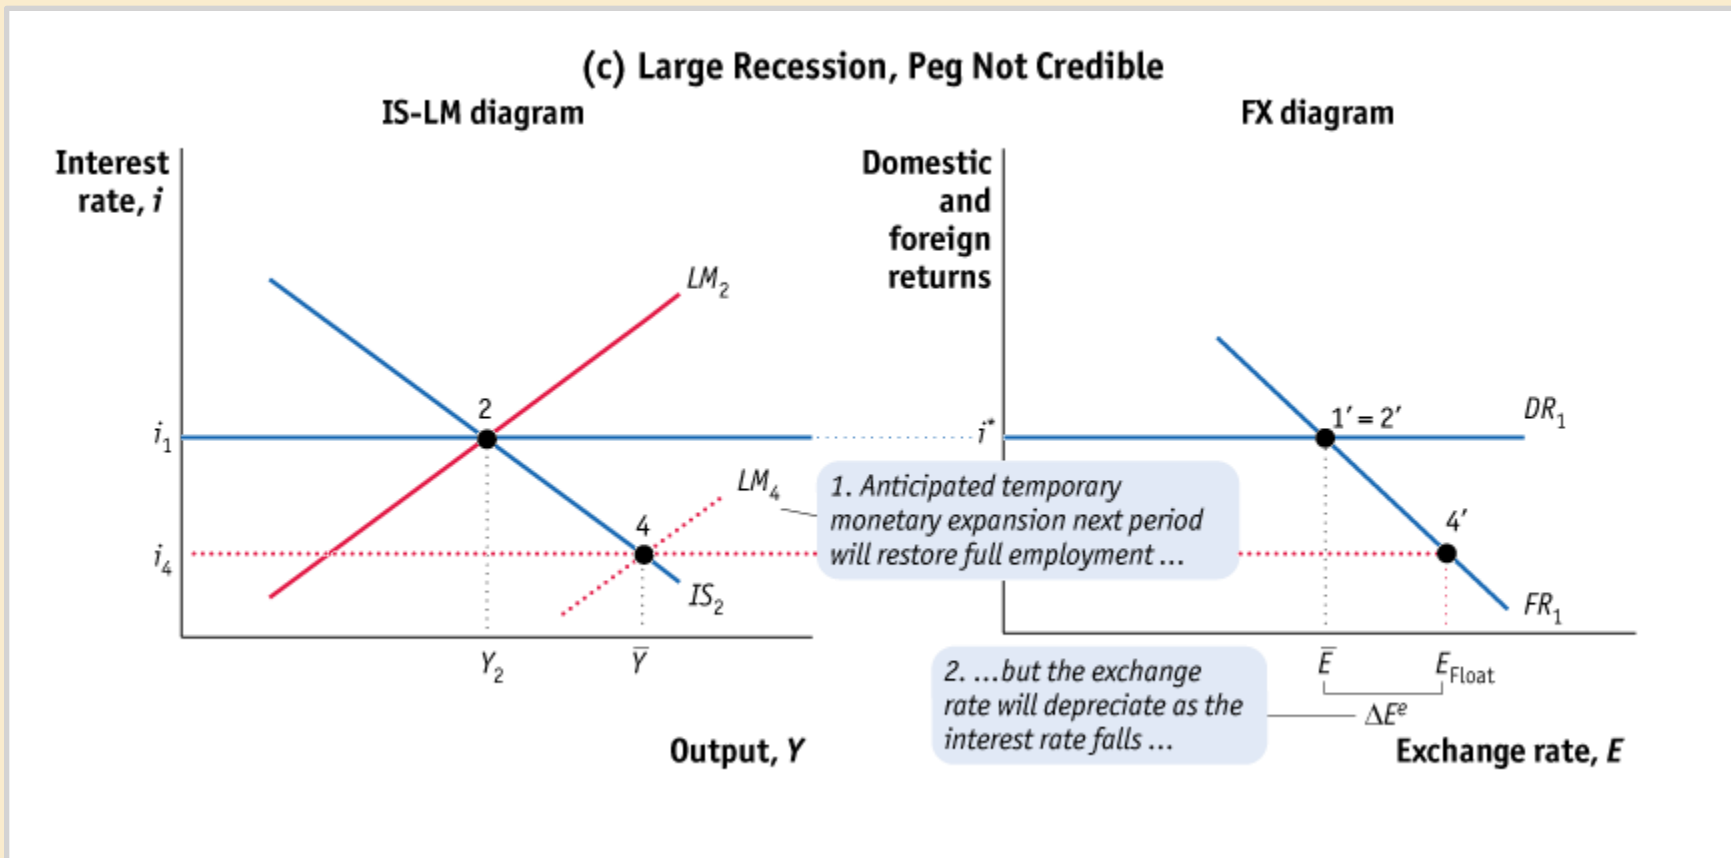 (c) Large Recession, Peg Not Credible
IS-LM diagram
Interest
rate, i
LM₂
2
i₁
LM₄
4
i₄
IS₂
Y₂
Y̅
Output, Y
1. Anticipated temporary
monetary expansion next period
will restore full employment ...
FX diagram
Domestic
and
foreign
returns
DR₁
1′ = 2′
i*
4′
FR₁
E̅
E_Float
ΔEᵉ
2. ...but the exchange
rate will depreciate as the
interest rate falls ...
Exchange rate, E